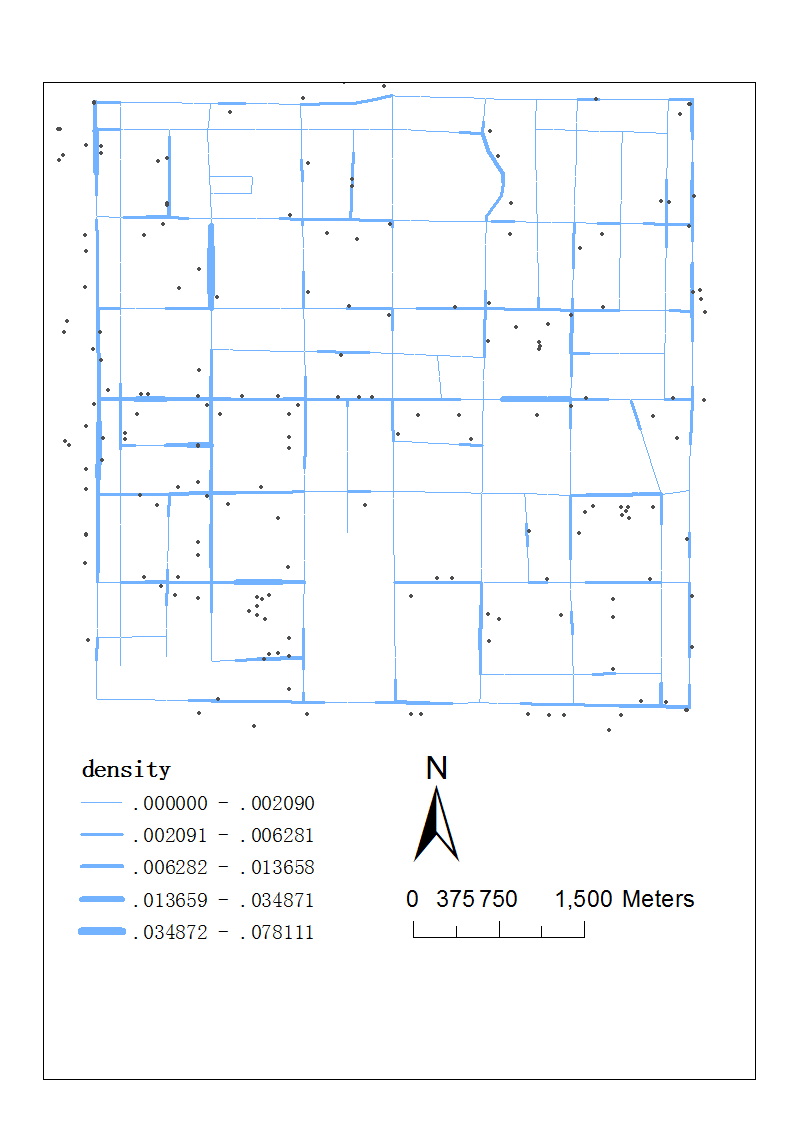 density
.000000 - .002090
.002091 - .006281
.006282 - .013658
.013659 - .034871
.034872 - .078111
N
0 375 750 1,500 Meters